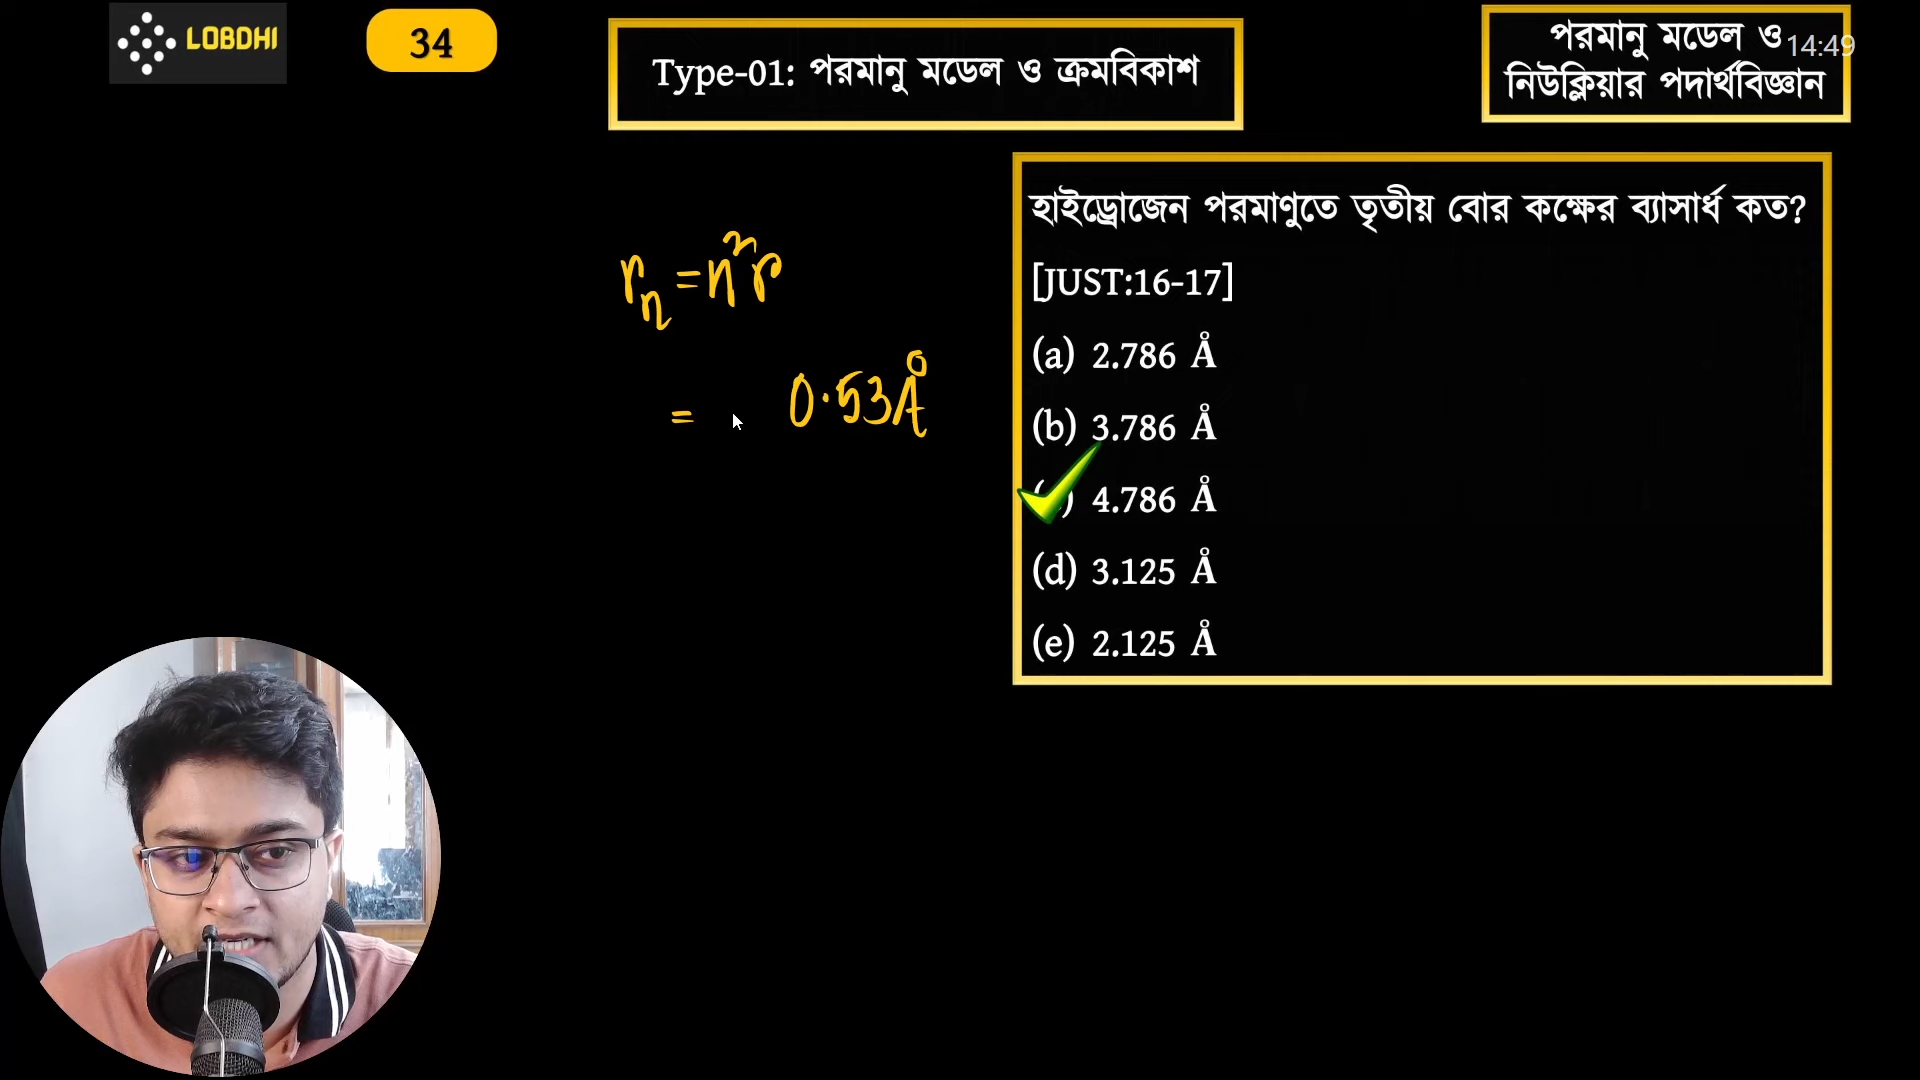 LOBDHI
34
Type-01: পরমানু মডেল ও ক্রমবিকাশ
পরমানু মডেল ও
নিউক্লিয়ার পদার্থবিজ্ঞান
14:49
হাইড্রোজেন পরমাণুতে তৃতীয় বোর কক্ষের ব্যাসার্ধ কত?
[JUST:16-17]
(a) 2.786 Å
(b) 3.786 Å
4.786 Å
(d) 3.125 Å
(e) 2.125 Å
rₙ = n²r
= 0.53Å